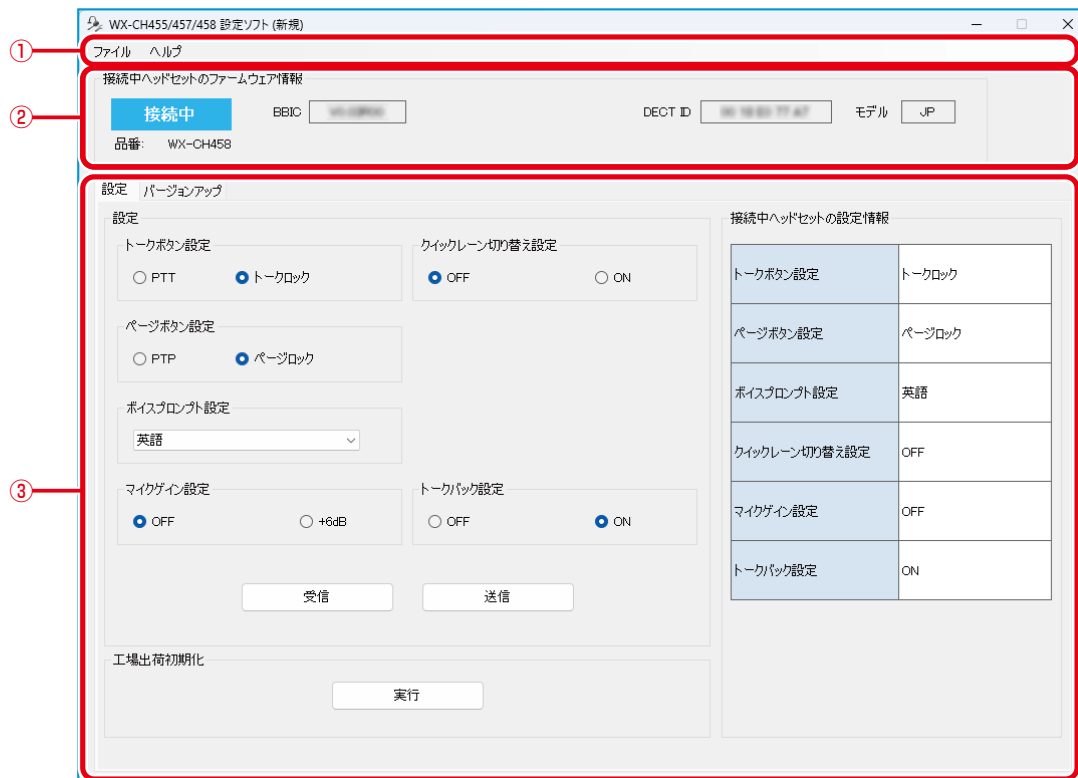 WX-CH455/457/458 設定ソフト (新規)
①
ファイル ヘルプ
②
接続中ヘッドセットのファームウェア情報
接続中
BBIC
DECT ID
モデル
JP
品番: WX-CH458
③
設定 バージョンアップ
設定
トークボタン設定
PTT
トークロック
クイックレーン切り替え設定
OFF
ON
ページボタン設定
PTP
ページロック
ボイスプロンプト設定
英語
マイクゲイン設定
OFF
+6dB
トークバック設定
OFF
ON
受信
送信
工場出荷初期化
実行
接続中ヘッドセットの設定情報
トークボタン設定 トークロック
ページボタン設定 ページロック
ボイスプロンプト設定 英語
クイックレーン切り替え設定 OFF
マイクゲイン設定 OFF
トークバック設定 ON